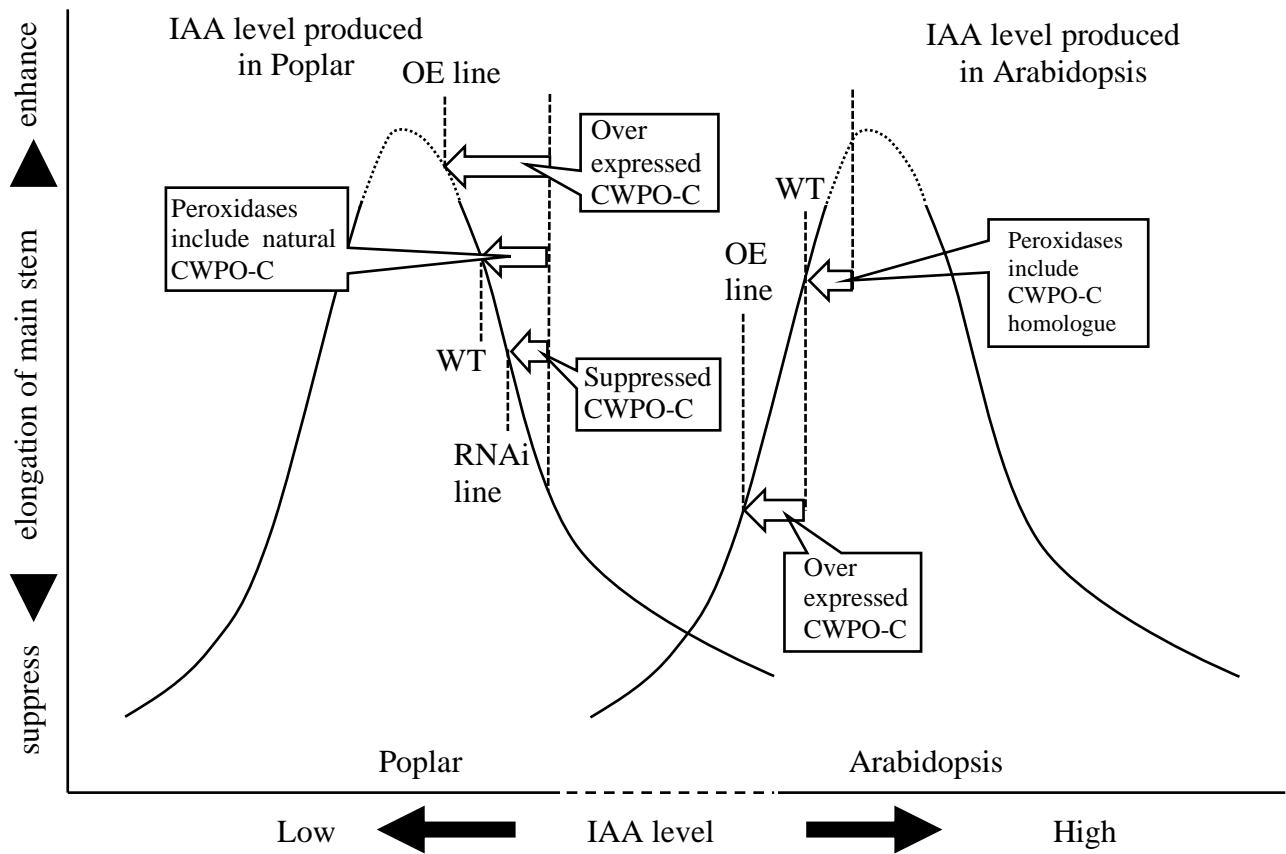 IAA level produced
in Poplar
OE line
IAA level produced
in Arabidopsis
enhance
elongation of main stem
suppress
Over
expressed
CWPO-C
Peroxidases
include natural
CWPO-C
WT
Suppressed
CWPO-C
RNAi
line
WT
OE
line
Peroxidases
include
CWPO-C
homologue
Over
expressed
CWPO-C
Poplar
Arabidopsis
Low
IAA level
High